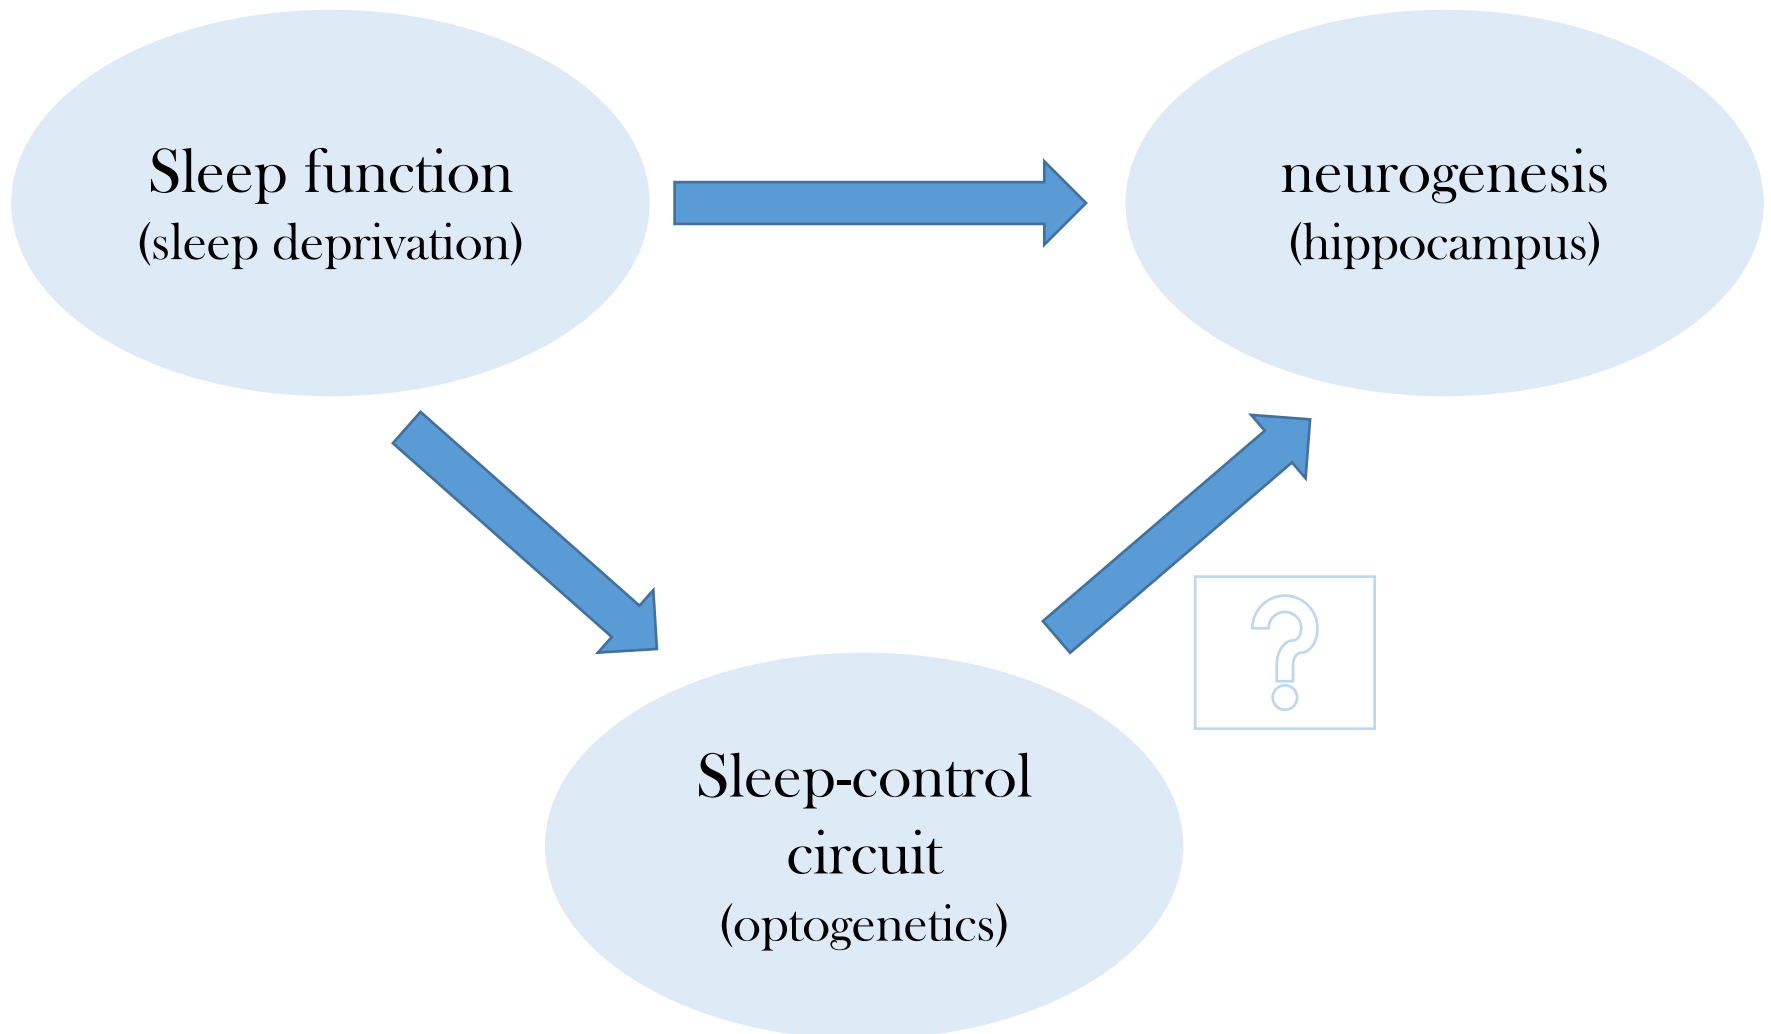 Sleep function
(sleep deprivation)
neurogenesis
(hippocampus)
?
Sleep-control
circuit
(optogenetics)